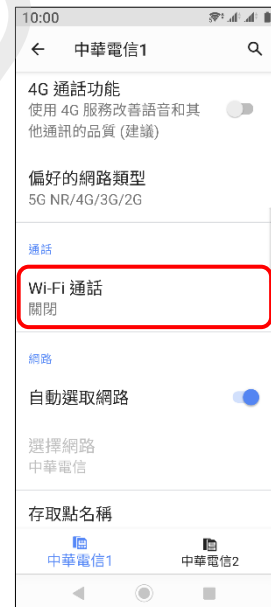 10:00
中華電信1
4G 通話功能
使用 4G 服務改善語音和其
他通訊的品質 (建議)
偏好的網路類型
5G NR/4G/3G/2G
通話
Wi-Fi 通話
關閉
網路
自動選取網路
選擇網路
中華電信
存取點名稱
中華電信1
中華電信2